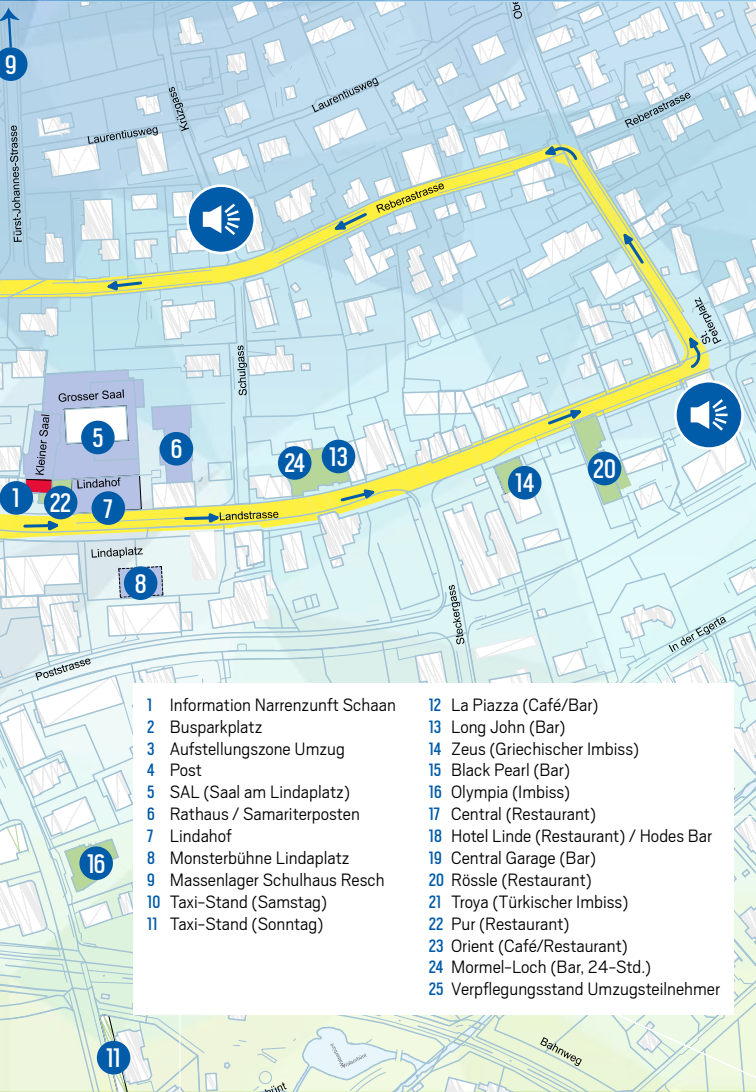 Obe
9
Krüzgass
Laurentiusweg
Laurentiusweg
Reberastrasse
Fürst-Johannes-Strasse
Reberastrasse
St. Peterplatz
Schulgass
Grosser Saal
Kleiner Saal
5
6
24
13
14
20
1
22
Lindahof
7
Landstrasse
Lindaplatz
8
Steckergass
In der Egerta
Poststrasse
1 Information Narrenzunft Schaan
2 Busparkplatz
3 Aufstellungszone Umzug
4 Post
5 SAL (Saal am Lindaplatz)
6 Rathaus / Samariterposten
7 Lindahof
8 Monsterbühne Lindaplatz
9 Massenlager Schulhaus Resch
10 Taxi-Stand (Samstag)
11 Taxi-Stand (Sonntag)
12 La Piazza (Café/Bar)
13 Long John (Bar)
14 Zeus (Griechischer Imbiss)
15 Black Pearl (Bar)
16 Olympia (Imbiss)
17 Central (Restaurant)
18 Hotel Linde (Restaurant) / Hodes Bar
19 Central Garage (Bar)
20 Rössle (Restaurant)
21 Troya (Türkischer Imbiss)
22 Pur (Restaurant)
23 Orient (Café/Restaurant)
24 Mormel-Loch (Bar, 24-Std.)
25 Verpflegungsstand Umzugsteilnehmer
16
11
Bahnweg